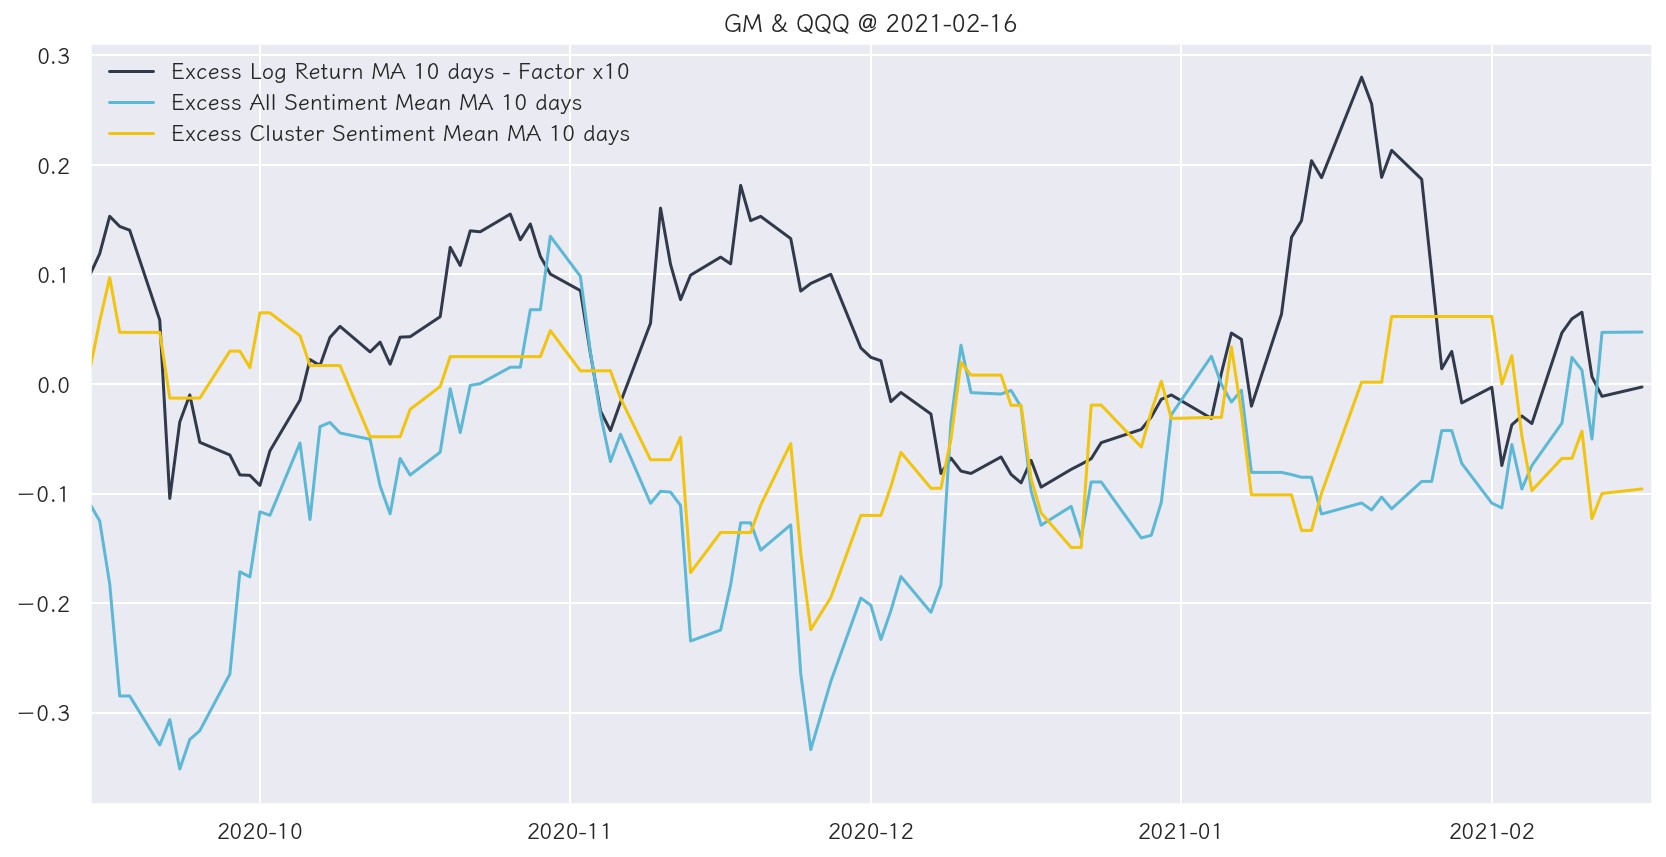 GM & QQQ @ 2021-02-16
0.3
0.2
0.1
0.0
−0.1
−0.2
−0.3
Excess Log Return MA 10 days - Factor x10
Excess All Sentiment Mean MA 10 days
Excess Cluster Sentiment Mean MA 10 days
2020-10 2020-11 2020-12 2021-01 2021-02